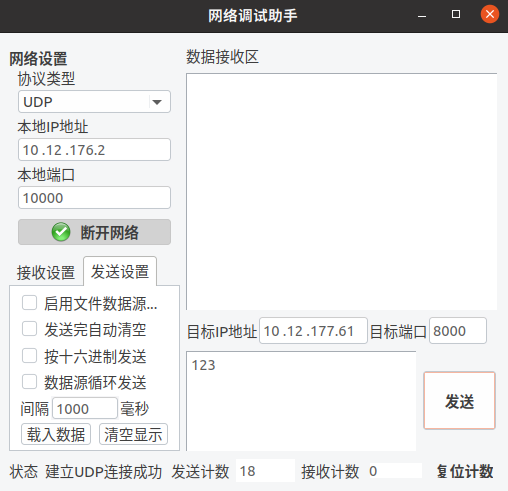 网络调试助手
网络设置
协议类型
UDP
本地IP地址
10 .12 .176.2
本地端口
10000
断开网络
接收设置 发送设置
启用文件数据源...
发送完自动清空
按十六进制发送
数据源循环发送
间隔 1000 毫秒
载入数据 清空显示
数据接收区
目标IP地址 10 .12 .177.61 目标端口 8000
123
发送
状态 建立UDP连接成功 发送计数 18 接收计数 0 复位计数